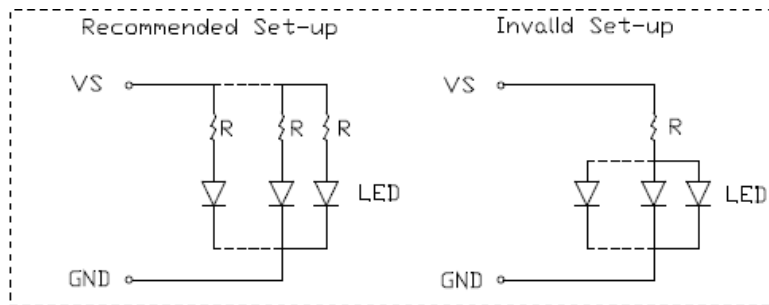 Recommended Set-up
VS
R
R
R
LED
GND
Invalid Set-up
VS
R
LED
GND